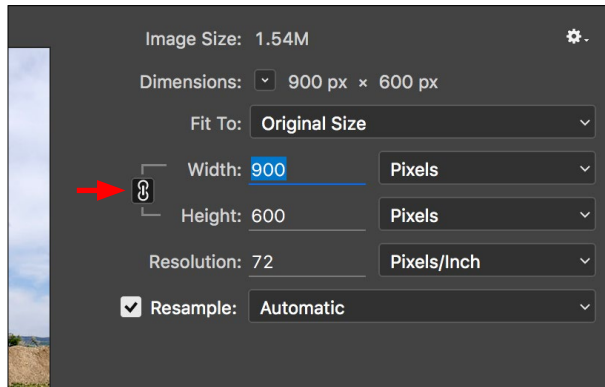 Image Size: 1.54M
Dimensions: 900 px × 600 px
Fit To: Original Size
Width: 900 Pixels
Height: 600 Pixels
Resolution: 72 Pixels/Inch
Resample: Automatic